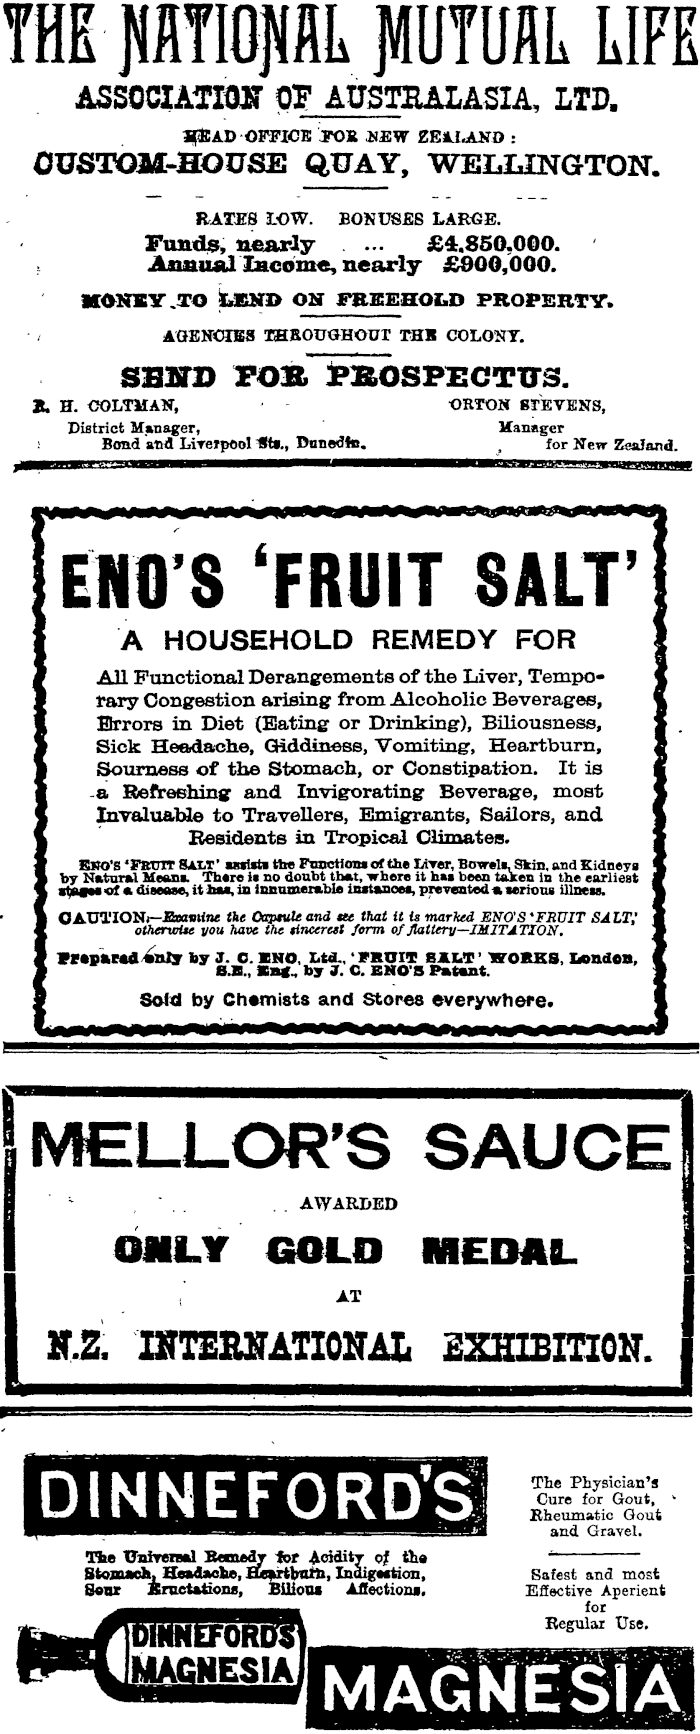 THE NATIONAL MUTUAL LIFE
ASSOCIATION OF AUSTRALASIA, LTD.
HEAD OFFICE FOR NEW ZEALAND:
CUSTOM-HOUSE QUAY, WELLINGTON.
RATES LOW. BONUSES LARGE.
Funds, nearly ... £4,850,000.
Annual Income, nearly £900,000.
MONEY TO LEND ON FREEHOLD PROPERTY.
AGENCIES THROUGHOUT THE COLONY.
SEND FOR PROSPECTUS.
R. H. COLTMAN,
District Manager,
Bond and Liverpool Sts., Dunedin.
ORTON STEVENS,
Manager
for New Zealand.
ENO'S 'FRUIT SALT'
A HOUSEHOLD REMEDY FOR
All Functional Derangements of the Liver, Tempo-
rary Congestion arising from Alcoholic Beverages,
Errors in Diet (Eating or Drinking), Biliousness,
Sick Headache, Giddiness, Vomiting, Heartburn,
Sourness of the Stomach, or Constipation. It is
a Refreshing and Invigorating Beverage, most
Invaluable to Travellers, Emigrants, Sailors, and
Residents in Tropical Climates.
ENO'S 'FRUIT SALT' assists the Functions of the Liver, Bowels, Skin, and Kidneys
by Natural Means. There is no doubt that, where it has been taken in the earliest
stages of a disease, it has, in innumerable instances, prevented a serious illness.
CAUTION.—Examine the Capsule and see that it is marked ENO'S 'FRUIT SALT,'
otherwise you have the sincerest form of flattery—IMITATION.
Prepared only by J. C. ENO, Ltd., 'FRUIT SALT' WORKS, London,
S.E., Eng., by J. C. ENO'S Patent.
Sold by Chemists and Stores everywhere.
MELLOR'S SAUCE
AWARDED
ONLY GOLD MEDAL
AT
N.Z. INTERNATIONAL EXHIBITION.
DINNEFORD'S
The Universal Remedy for Acidity of the
Stomach, Headache, Heartburn, Indigestion,
Sour Eructations, Bilious Affections.
The Physician's
Cure for Gout,
Rheumatic Gout
and Gravel.
Safest and most
Effective Aperient
for
Regular Use.
DINNEFORD'S
MAGNESIA
MAGNESIA